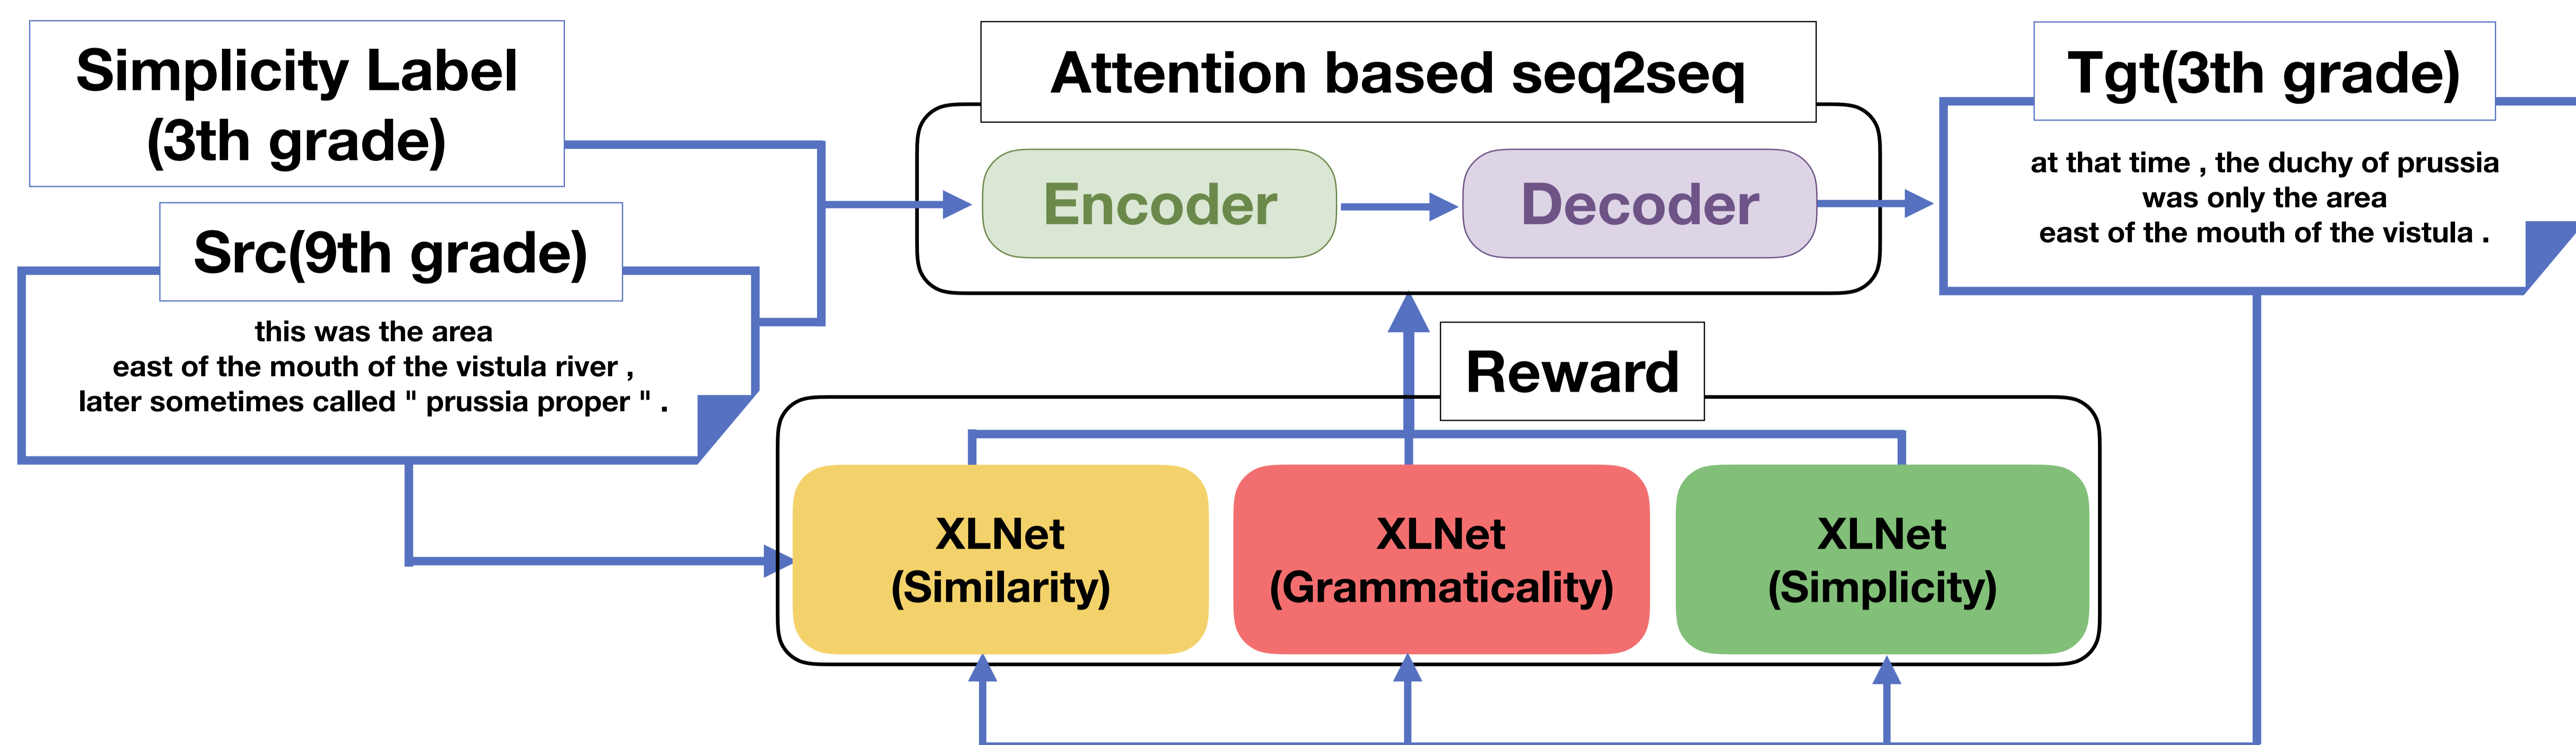 Simplicity Label
(3th grade)
Src(9th grade)
this was the area
east of the mouth of the vistula river ,
later sometimes called " prussia proper " .
Attention based seq2seq
Encoder
Decoder
Tgt(3th grade)
at that time , the duchy of prussia
was only the area
east of the mouth of the vistula .
Reward
XLNet
(Similarity)
XLNet
(Grammaticality)
XLNet
(Simplicity)